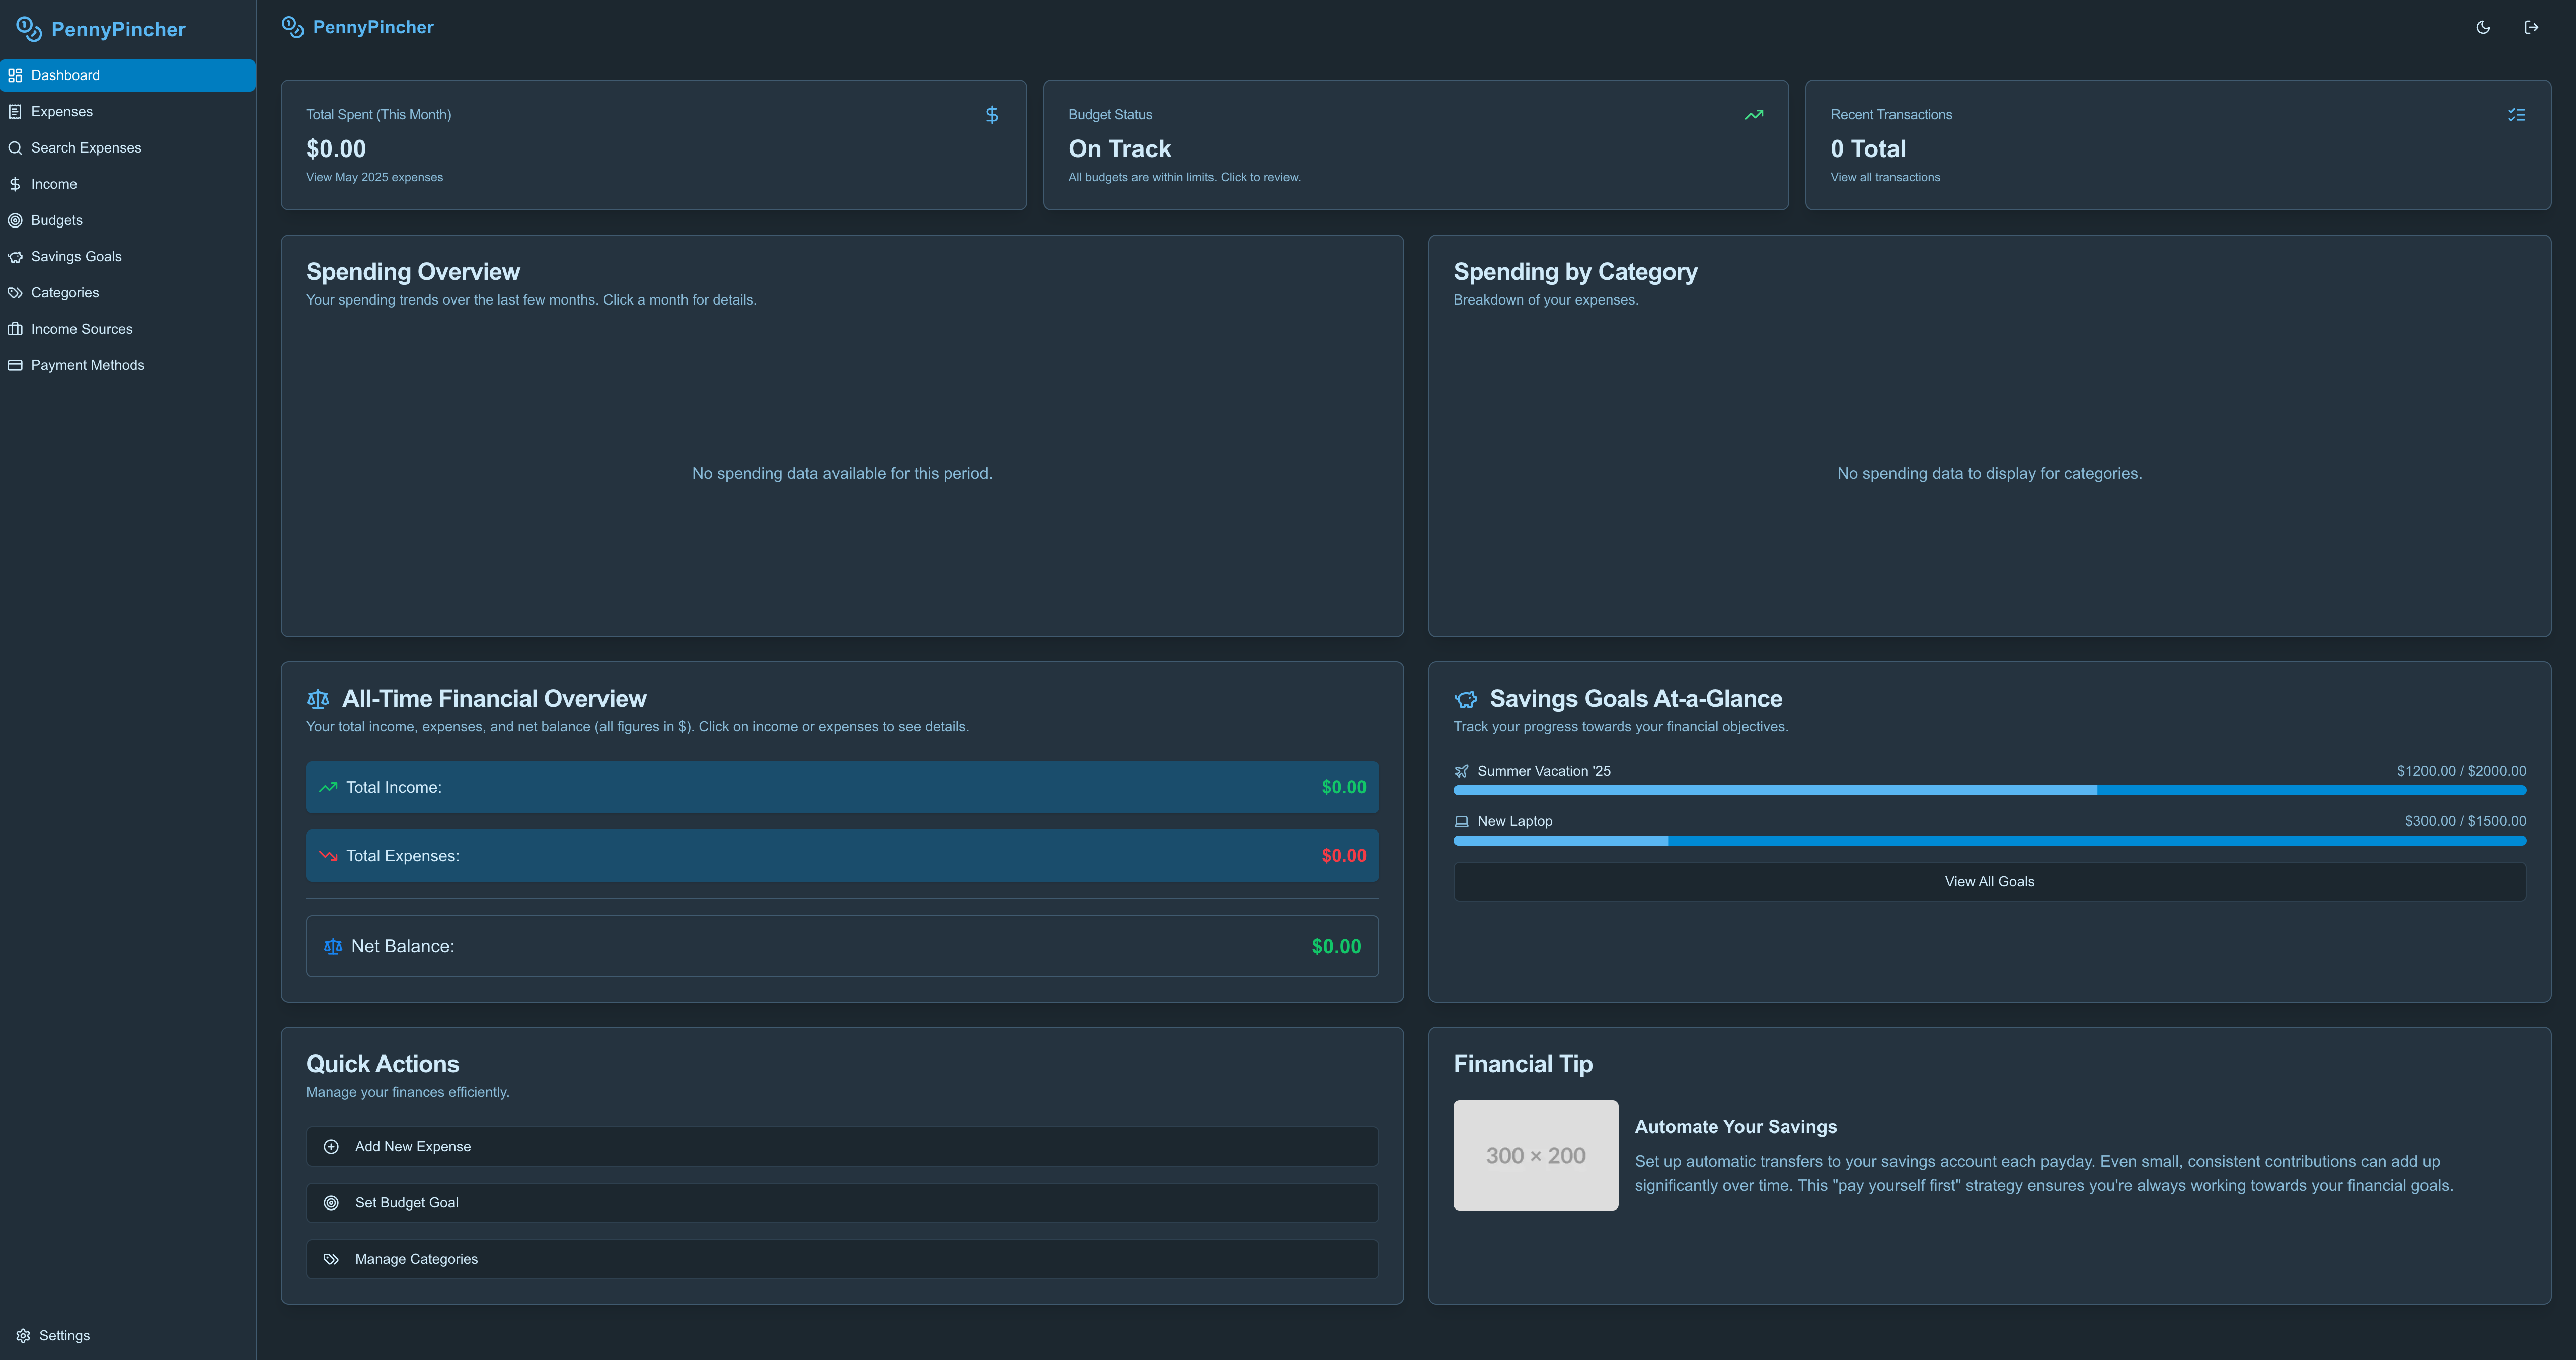 PennyPincher
Dashboard
Expenses
Search Expenses
Income
Budgets
Savings Goals
Categories
Income Sources
Payment Methods
Settings
PennyPincher
Total Spent (This Month)
$0.00
View May 2025 expenses
Budget Status
On Track
All budgets are within limits. Click to review.
Recent Transactions
0 Total
View all transactions
Spending Overview
Your spending trends over the last few months. Click a month for details.
No spending data available for this period.
Spending by Category
Breakdown of your expenses.
No spending data to display for categories.
All-Time Financial Overview
Your total income, expenses, and net balance (all figures in $). Click on income or expenses to see details.
Total Income: $0.00
Total Expenses: $0.00
Net Balance: $0.00
Savings Goals At-a-Glance
Track your progress towards your financial objectives.
Summer Vacation '25 $1200.00 / $2000.00
New Laptop $300.00 / $1500.00
View All Goals
Quick Actions
Manage your finances efficiently.
Add New Expense
Set Budget Goal
Manage Categories
Financial Tip
300 × 200
Automate Your Savings
Set up automatic transfers to your savings account each payday. Even small, consistent contributions can add up
significantly over time. This "pay yourself first" strategy ensures you're always working towards your financial goals.